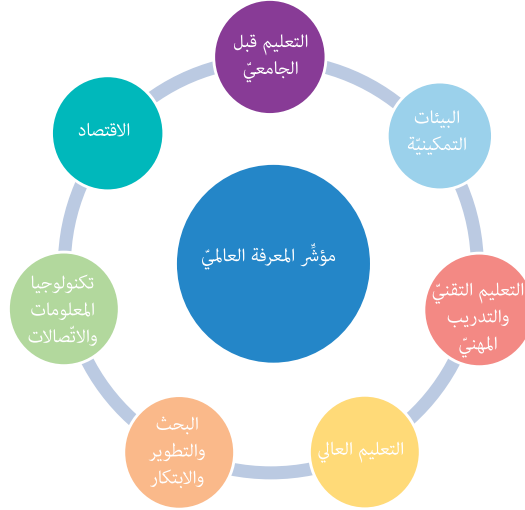 التعليم قبل
الجامعيّ
البيئات
التمكينيّة
التعليم التقنيّ
والتدريب
المهنيّ
التعليم العالي
البحث
والتطوير
والابتكار
تكنولوجيا
المعلومات
والاتّصالات
الاقتصاد
مؤشّر المعرفة العالميّ